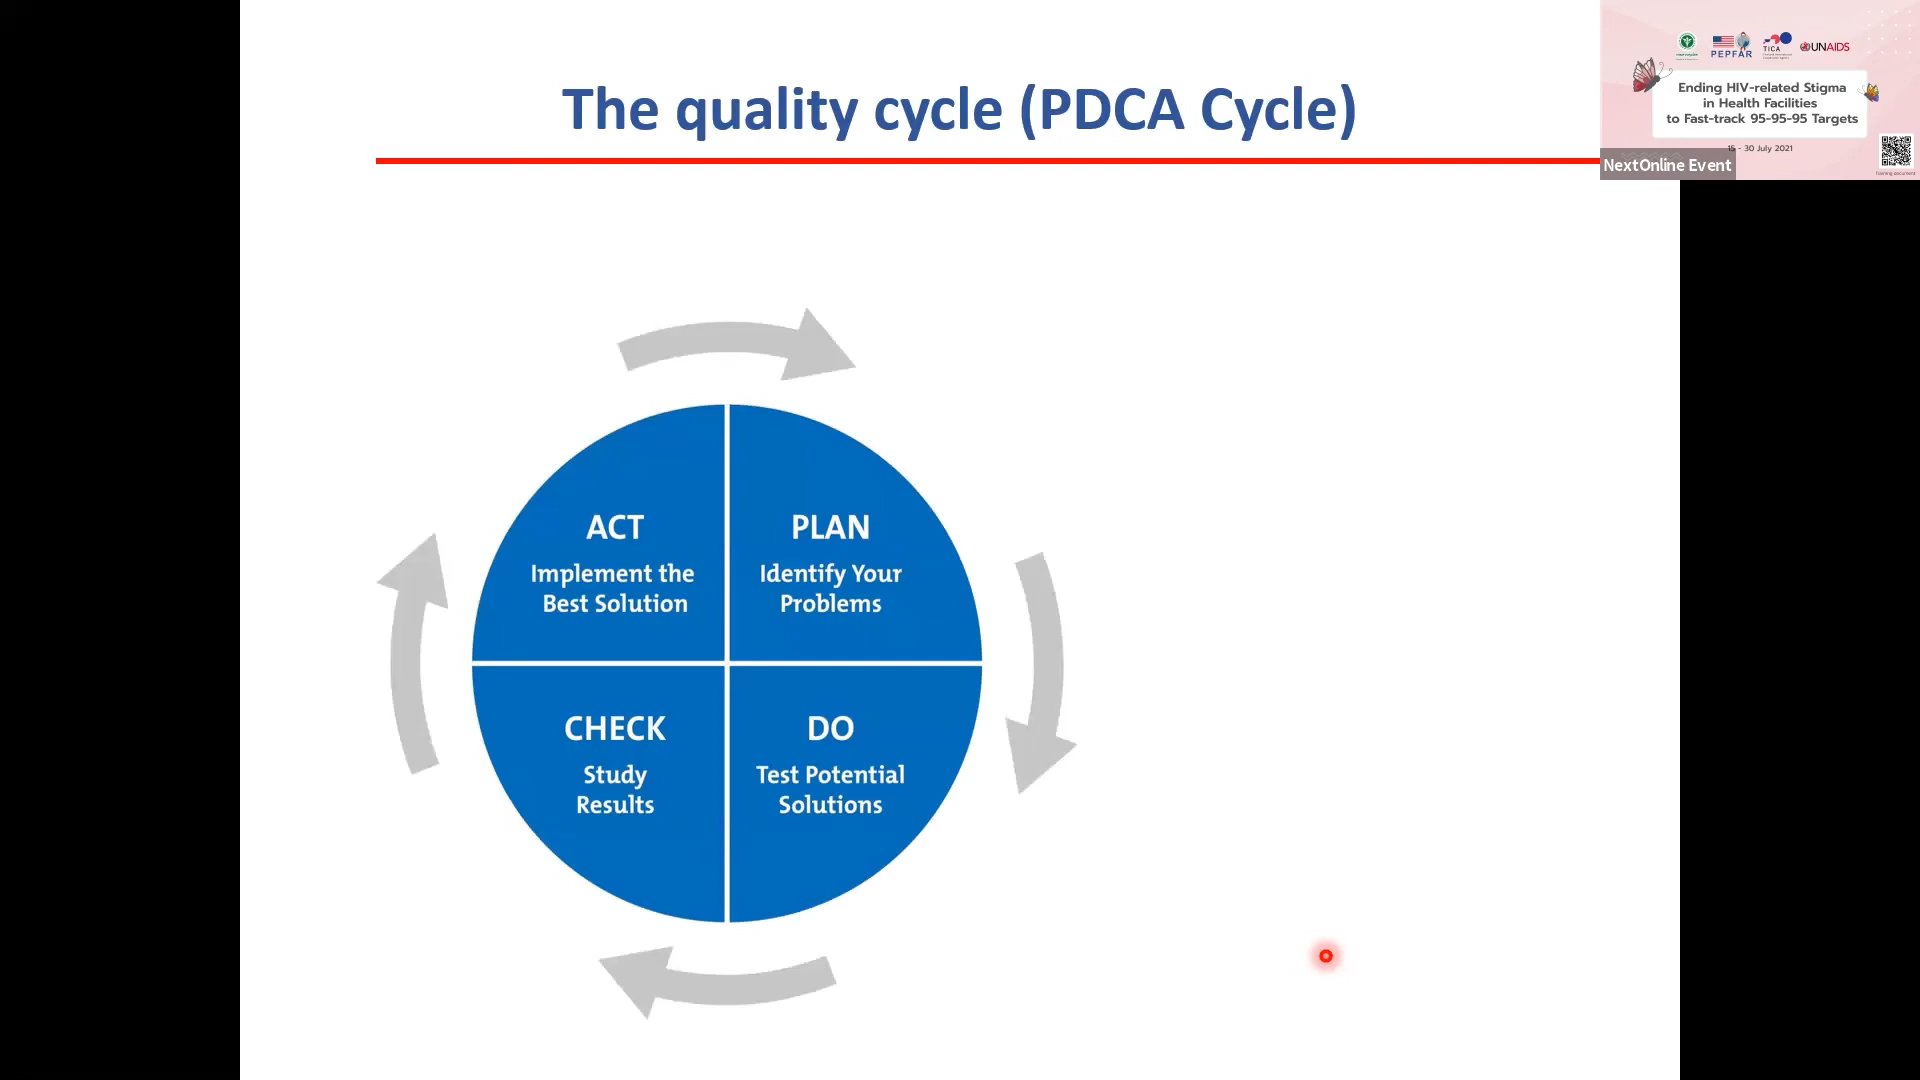 The quality cycle (PDCA Cycle)
PEPFAR
TICA
UNAIDS
Ending HIV-related Stigma
in Health Facilities
to Fast-track 95-95-95 Targets
15 - 30 July 2021
NextOnline Event
Training document
ACT
Implement the
Best Solution
PLAN
Identify Your
Problems
CHECK
Study
Results
DO
Test Potential
Solutions